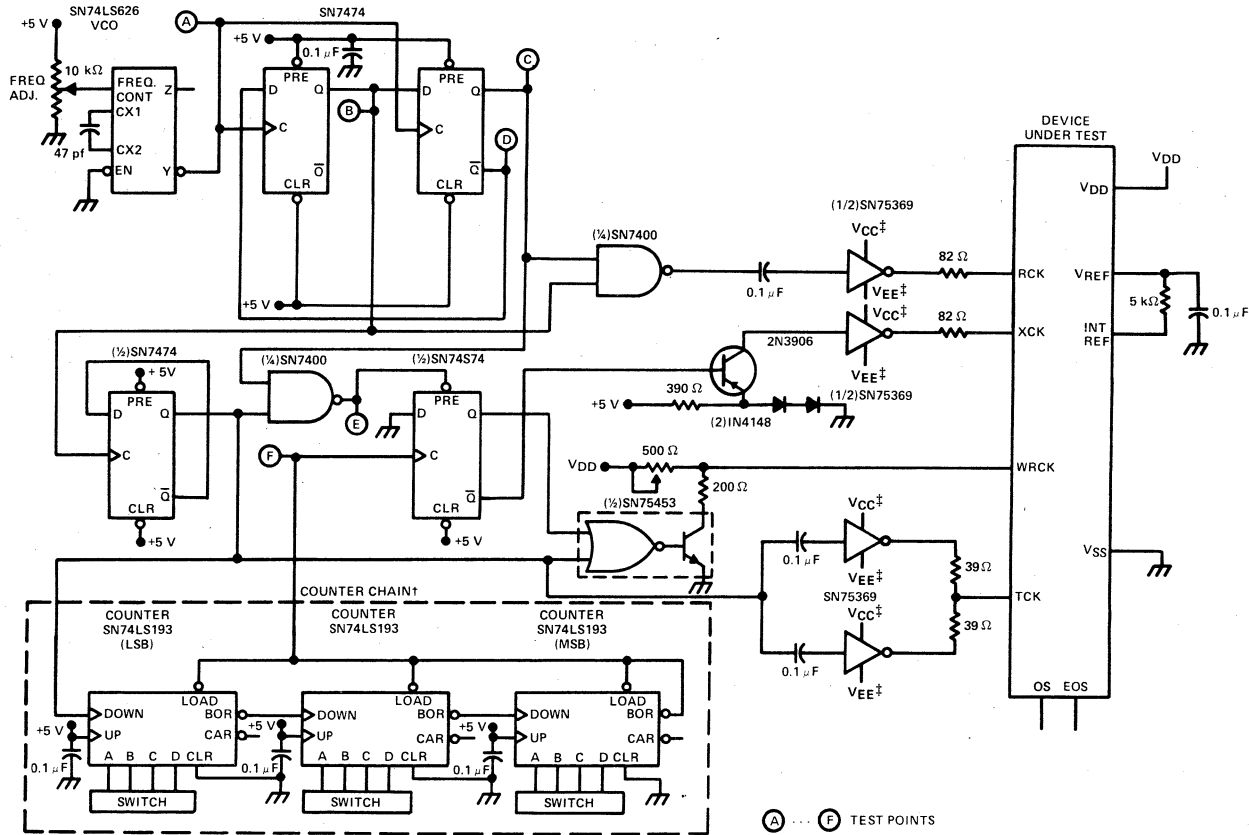 SN74LS626
VCO
+5 V
10 kΩ
FREQ
ADJ.
FREQ.
CONT
CX1
CX2
EN
Z
Y
47 pf
A
SN7474
+5 V
0.1 μF
PRE
D
Q
C
Q̅
CLR
B
PRE
D
Q
C
Q̅
CLR
+5 V
C
D
DEVICE
UNDER TEST
VDD
VDD
(1/2)SN75369
VCC‡
(¼)SN7400
82 Ω
RCK
VREF
0.1 μF
VEE‡
5 kΩ
0.1 μF
VCC‡
82 Ω
XCK
INT
REF
2N3906
VEE‡
(1/2)SN75369
390 Ω
+5 V
(2)IN4148
(½)SN7474
+ 5V
PRE
D
Q
C
Q̅
CLR
+5 V
(¼)SN7400
E
F
(½)SN74S74
PRE
D
Q
C
Q̅
CLR
+5 V
VDD
500 Ω
200 Ω
WRCK
(½)SN75453
VCC‡
0.1 μF
VEE‡
SN75369
VCC‡
0.1 μF
VEE‡
39 Ω
39 Ω
TCK
VSS
OS EOS
COUNTER CHAIN†
COUNTER
SN74LS193
(LSB)
COUNTER
SN74LS193
COUNTER
SN74LS193
(MSB)
LOAD
DOWN
BOR
UP
CAR
A B C D CLR
+5 V
0.1 μF
SWITCH
LOAD
DOWN
BOR
UP
CAR
A B C D CLR
+5 V
0.1 μF
SWITCH
LOAD
DOWN
BOR
UP
CAR
A B C D CLR
+5 V
0.1 μF
SWITCH
A ... F TEST POINTS